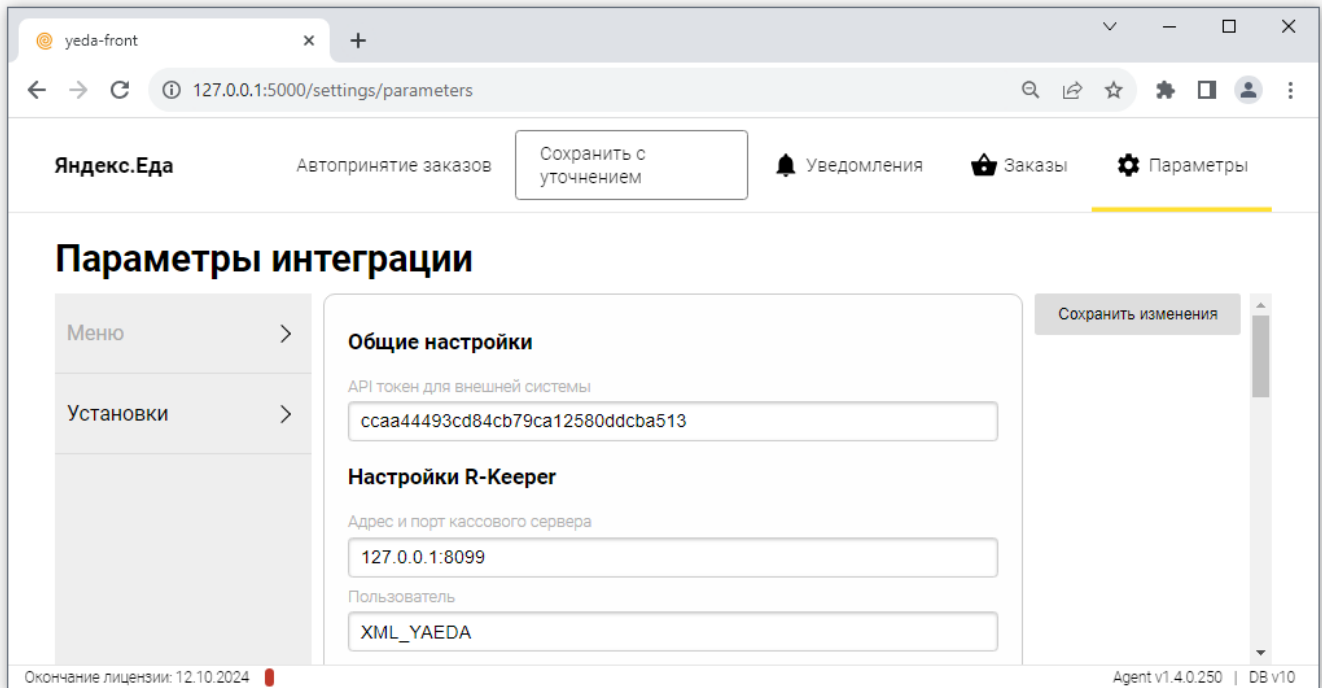 yeda-front
127.0.0.1:5000/settings/parameters
Яндекс.Еда
Автопринятие заказов
Сохранить с
уточнением
Уведомления
Заказы
Параметры
Параметры интеграции
Меню
Установки
Общие настройки
API токен для внешней системы
ccaa44493cd84cb79ca12580ddcba513
Настройки R-Keeper
Адрес и порт кассового сервера
127.0.0.1:8099
Пользователь
XML_YAEDA
Сохранить изменения
Окончание лицензии: 12.10.2024
Agent v1.4.0.250 | DB v10